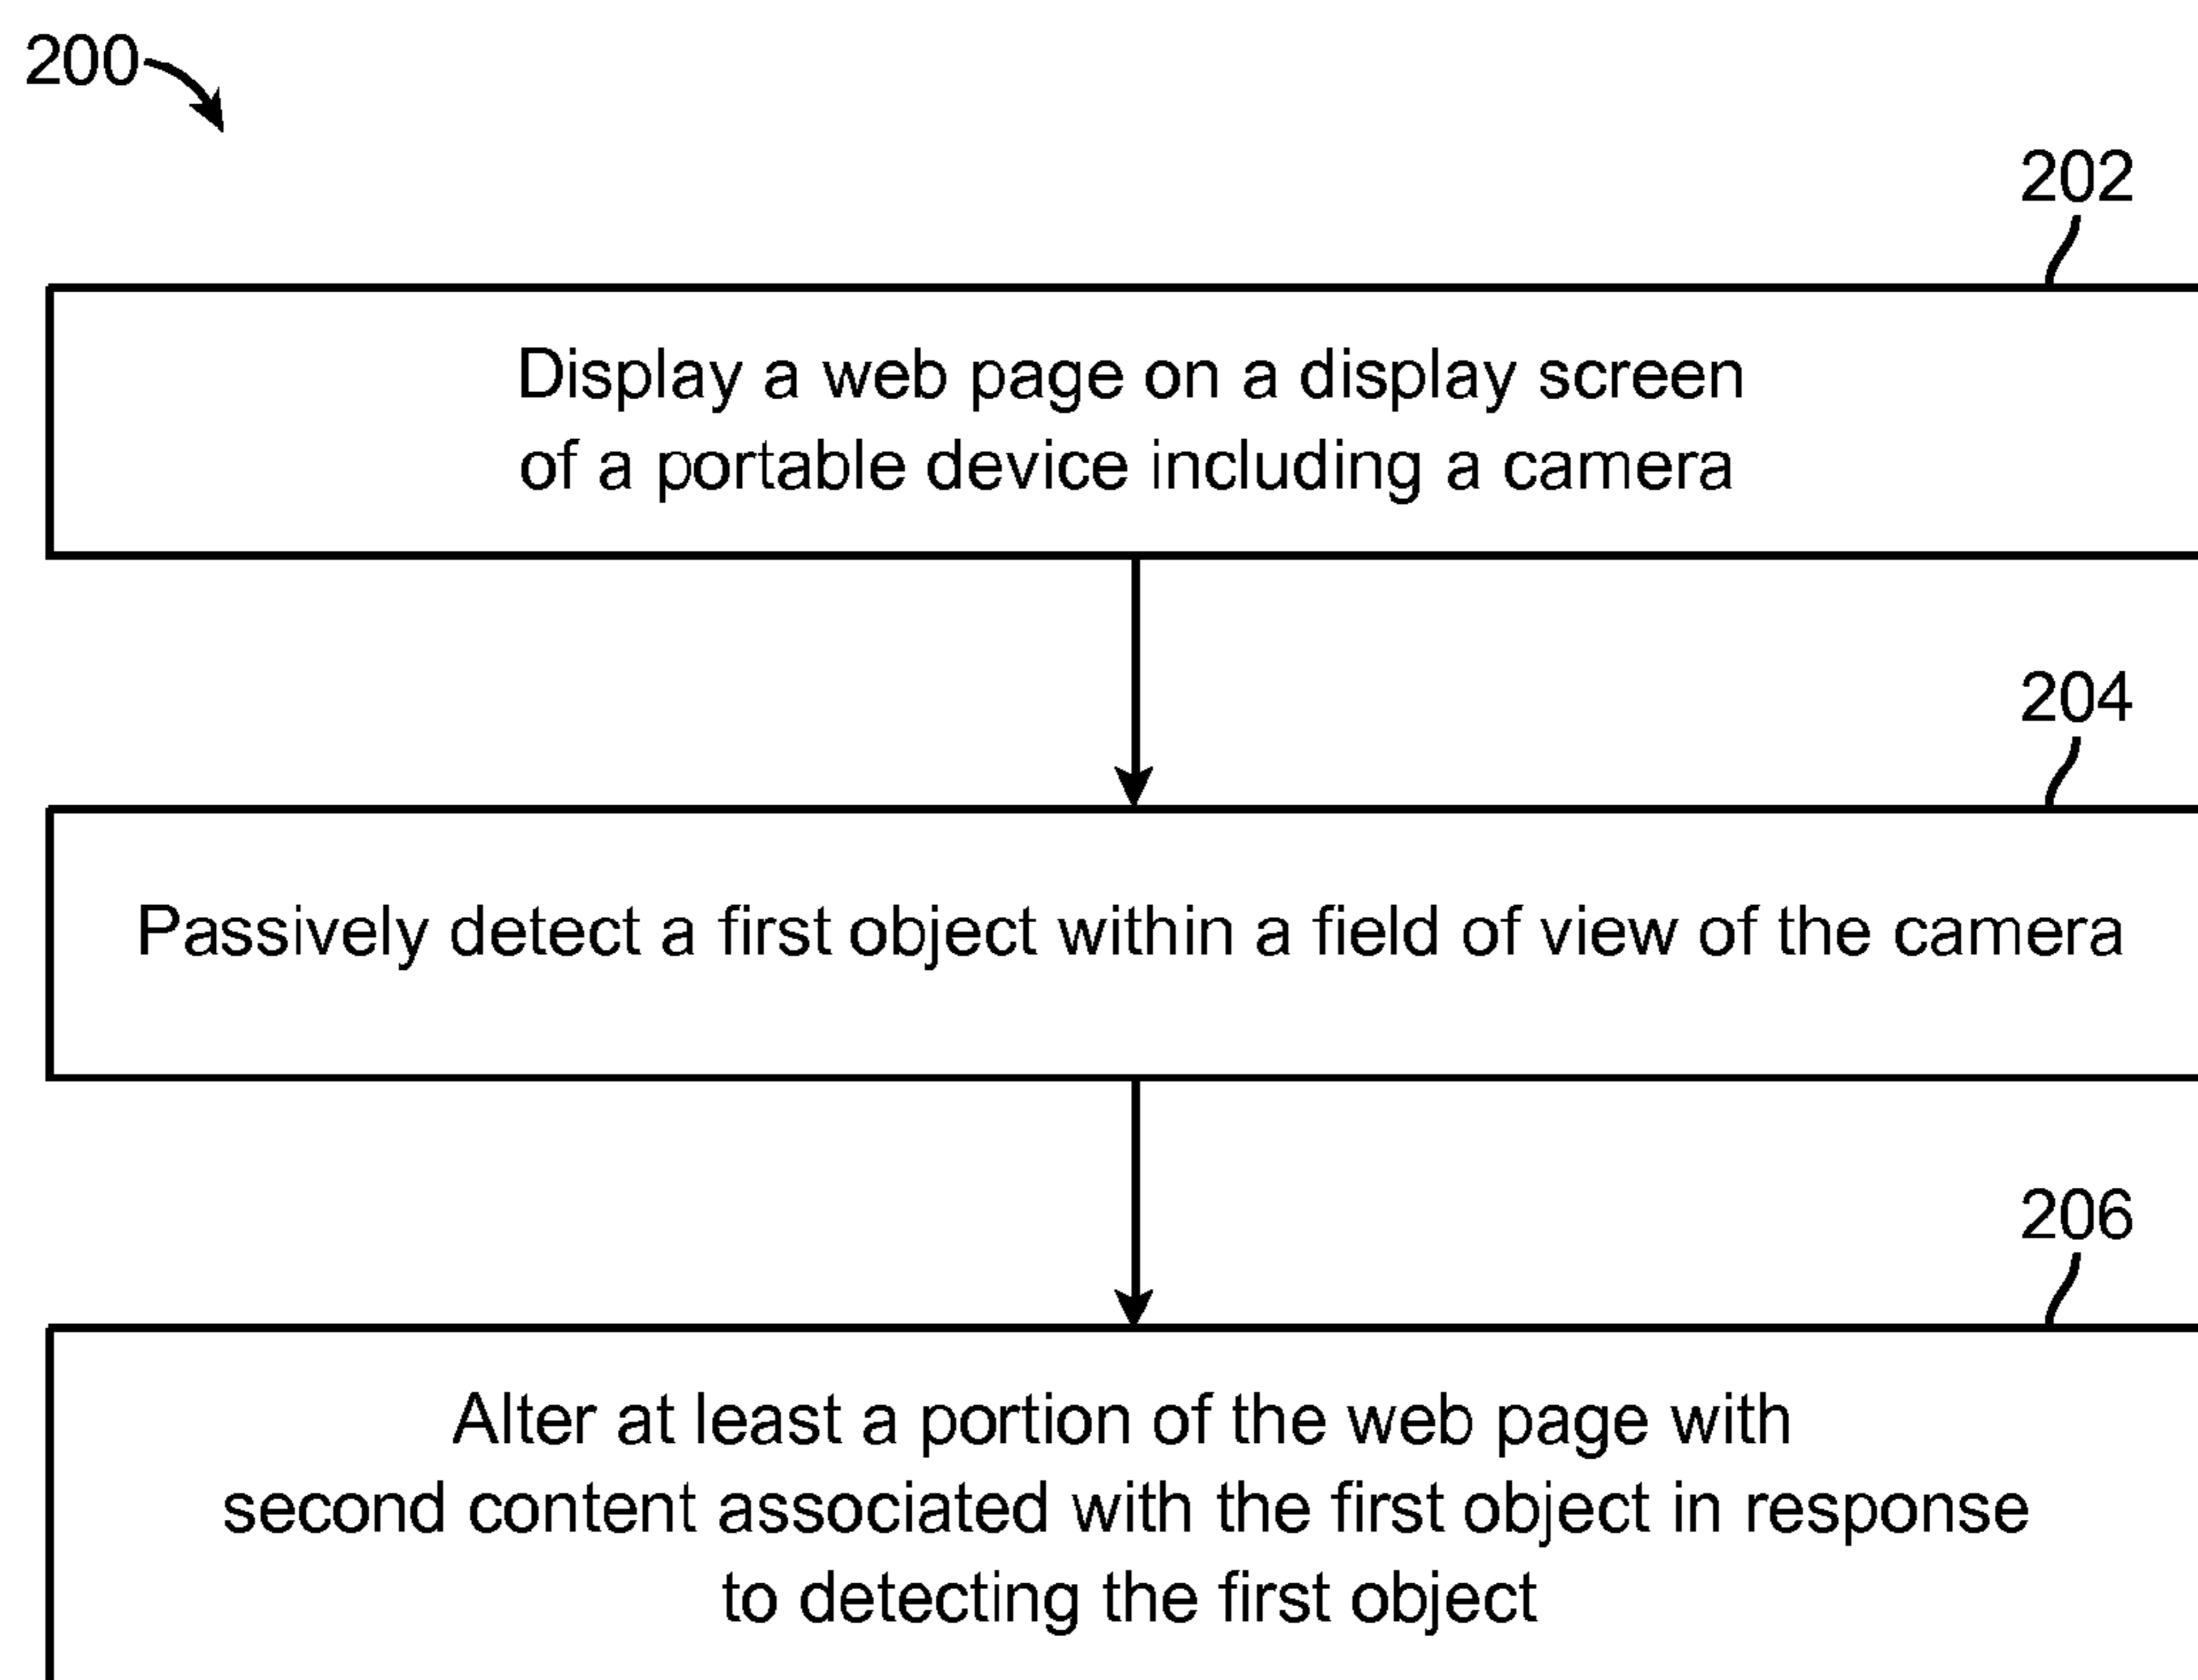 200
202
Display a web page on a display screen
of a portable device including a camera
204
Passively detect a first object within a field of view of the camera
206
Alter at least a portion of the web page with
second content associated with the first object in response
to detecting the first object